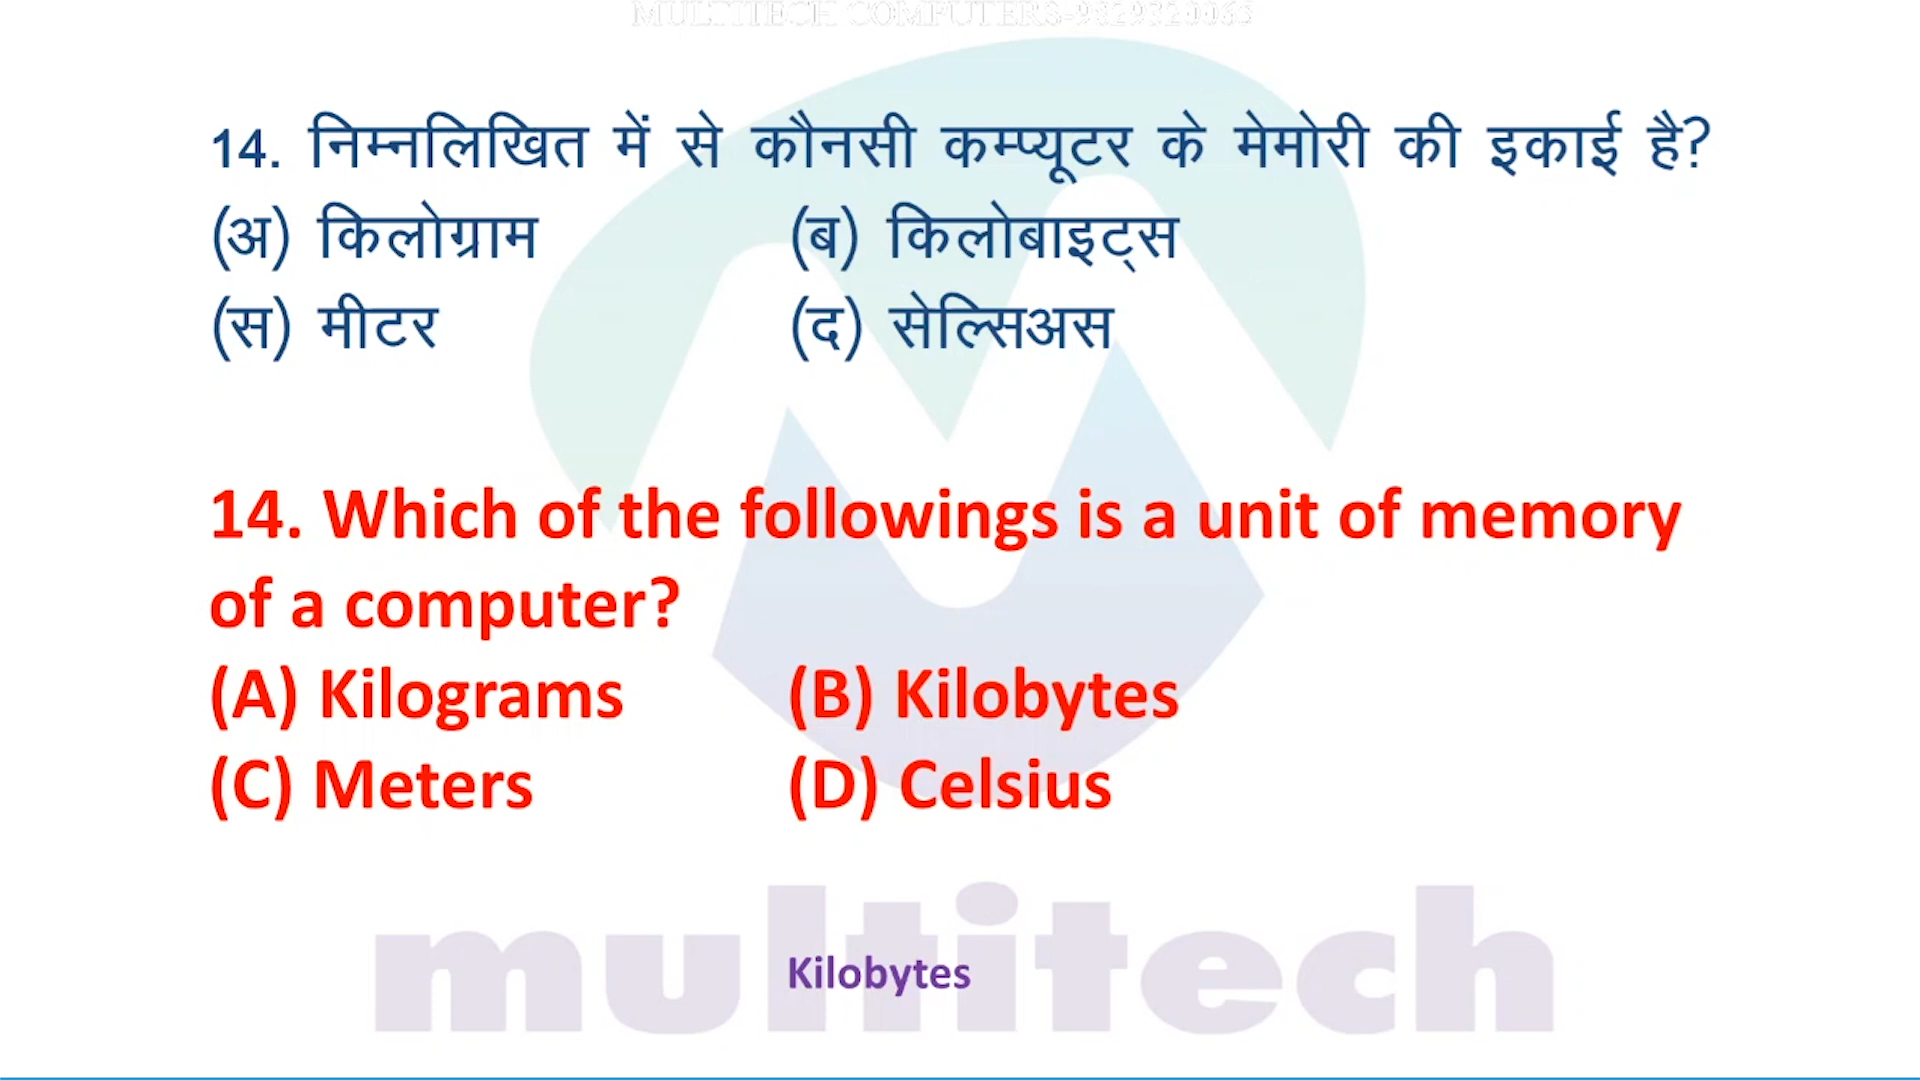 MULTITECH COMPUTERS-9829320065
14. निम्नलिखित में से कौनसी कम्प्यूटर के मेमोरी की इकाई है?
(अ) किलोग्राम (ब) किलोबाइट्स
(स) मीटर (द) सेल्सिअस
14. Which of the followings is a unit of memory
of a computer?
(A) Kilograms (B) Kilobytes
(C) Meters (D) Celsius
multitech
Kilobytes